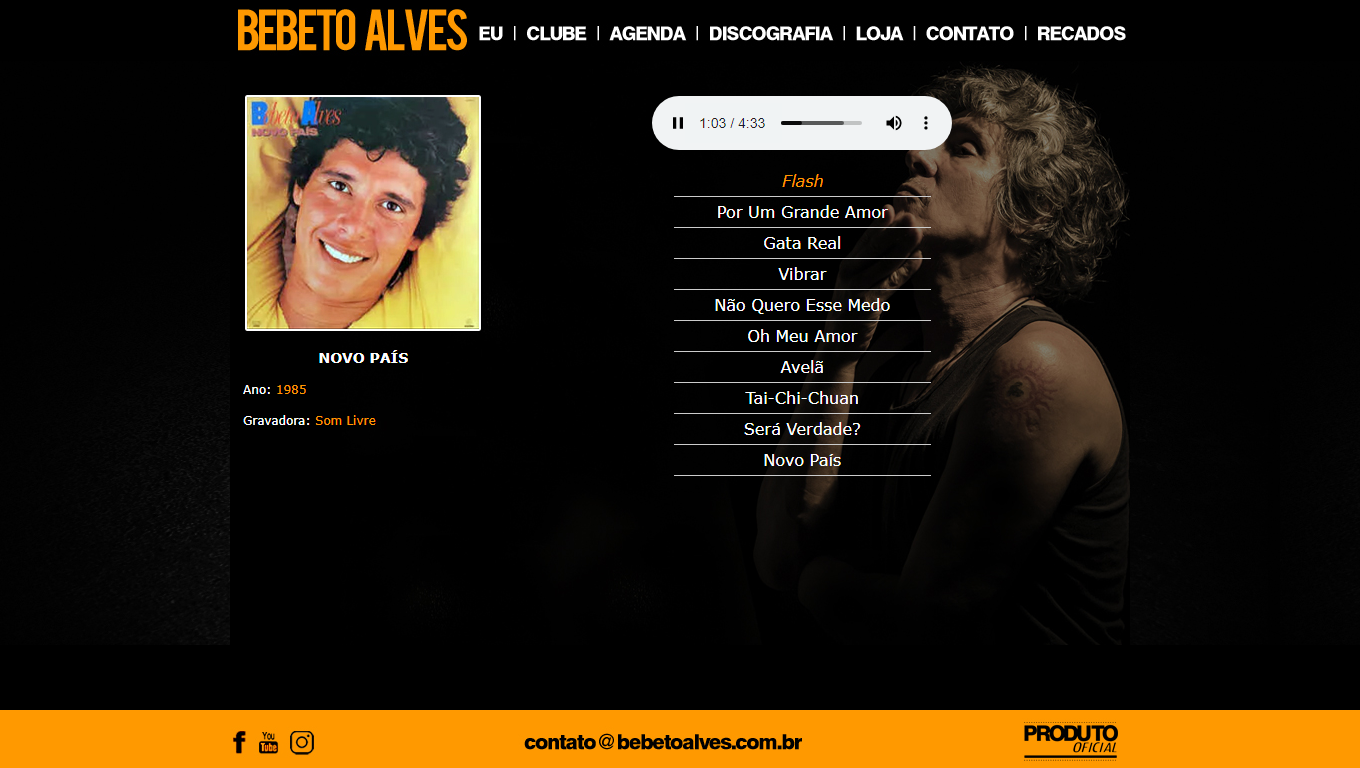 BEBETO ALVES
EU | CLUBE | AGENDA | DISCOGRAFIA | LOJA | CONTATO | RECADOS
Bebeto Alves
NOVO PAÍS
1:03 / 4:33
Flash
Por Um Grande Amor
Gata Real
Vibrar
Não Quero Esse Medo
Oh Meu Amor
Avelã
Tai-Chi-Chuan
Será Verdade?
Novo País
NOVO PAÍS
Ano: 1985
Gravadora: Som Livre
You
Tube
contato@bebetoalves.com.br
PRODUTO
OFICIAL